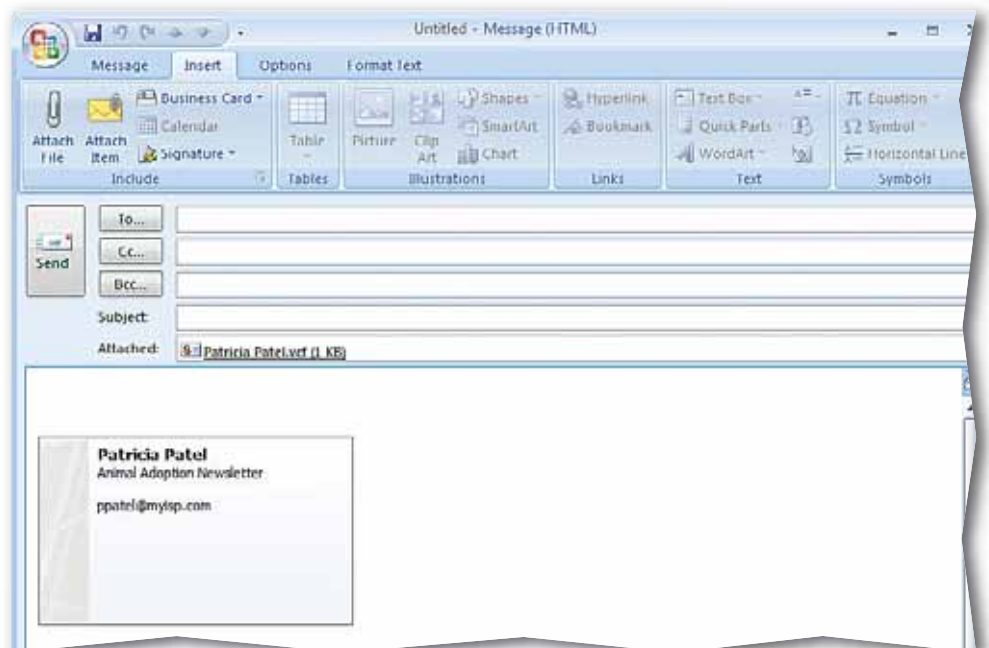 Untitled - Message (HTML)
Message Insert Options Format Text
Attach File
Attach Item
Business Card
Calendar
Signature
Include
Table
Tables
Picture
Clip Art
Shapes
SmartArt
Chart
Illustrations
Hyperlink
Bookmark
Links
Text Box
Quick Parts
WordArt
Text
π Equation
Ω Symbol
Horizontal Line
Symbols
Send
To...
Cc...
Bcc...
Subject:
Attached: Patricia Patel.vcf (1 KB)
Patricia Patel
Animal Adoption Newsletter
ppatel@myisp.com